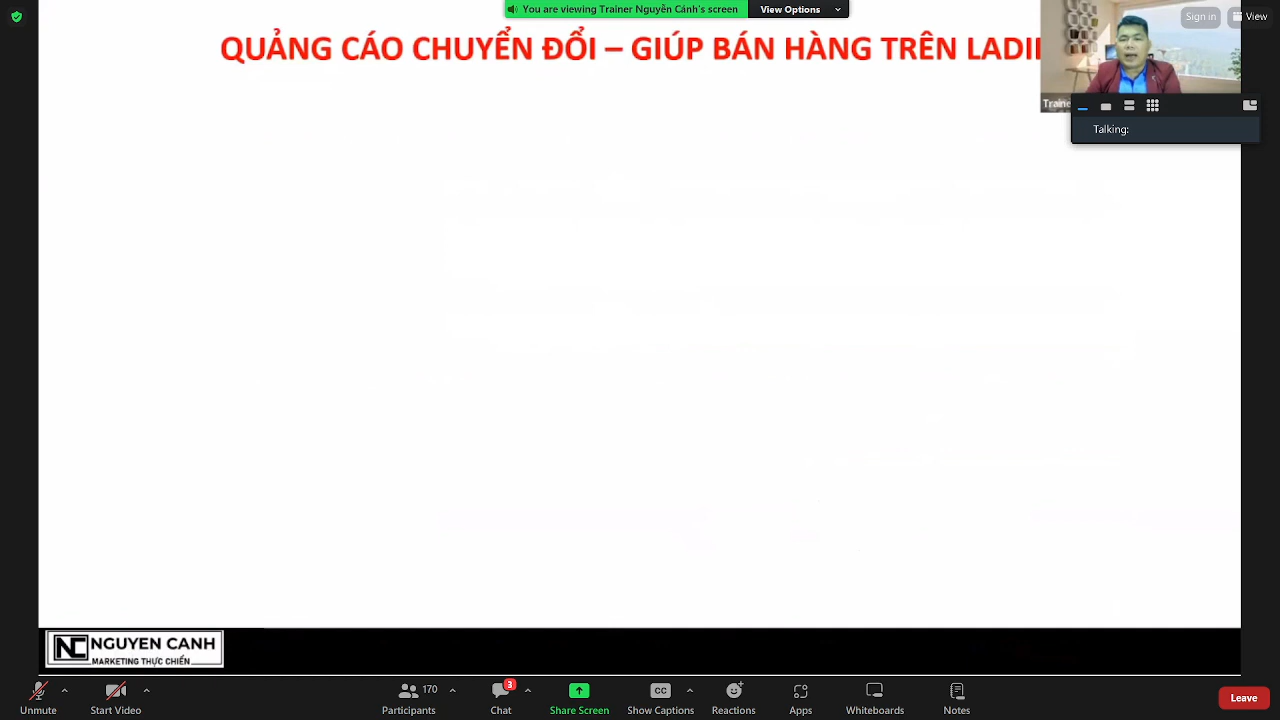 You are viewing Trainer Nguyễn Cảnh's screen
View Options
Sign in
View
QUẢNG CÁO CHUYỂN ĐỔI – GIÚP BÁN HÀNG TRÊN
Talking:
NC NGUYEN CANH
MARKETING THỰC CHIẾN
Unmute
Start Video
170
Participants
3
Chat
Share Screen
CC
Show Captions
Reactions
Apps
Whiteboards
Notes
Leave